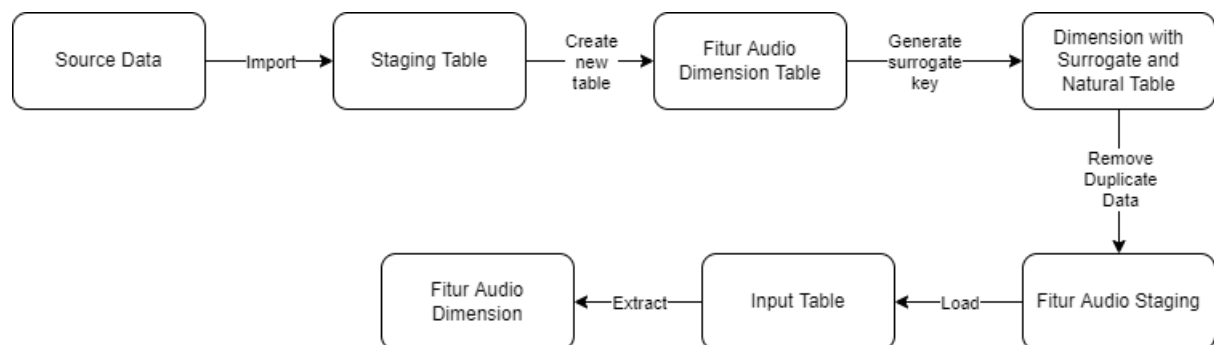 Source Data
Import
Staging Table
Create
new
table
Fitur Audio
Dimension Table
Generate
surrogate
key
Dimension with
Surrogate and
Natural Table
Remove
Duplicate
Data
Fitur Audio Staging
Load
Input Table
Extract
Fitur Audio
Dimension